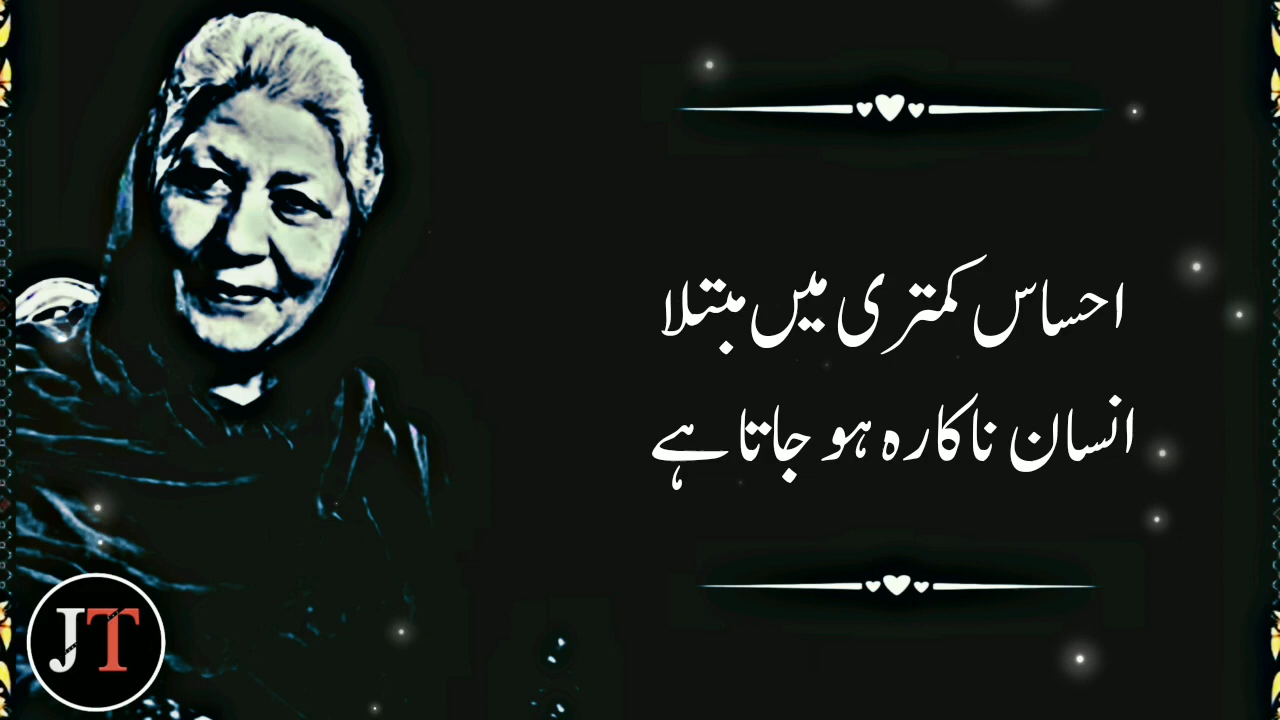 احساس کمتری میں مبتلا
انسان ناکارہ ہو جاتا ہے
JT